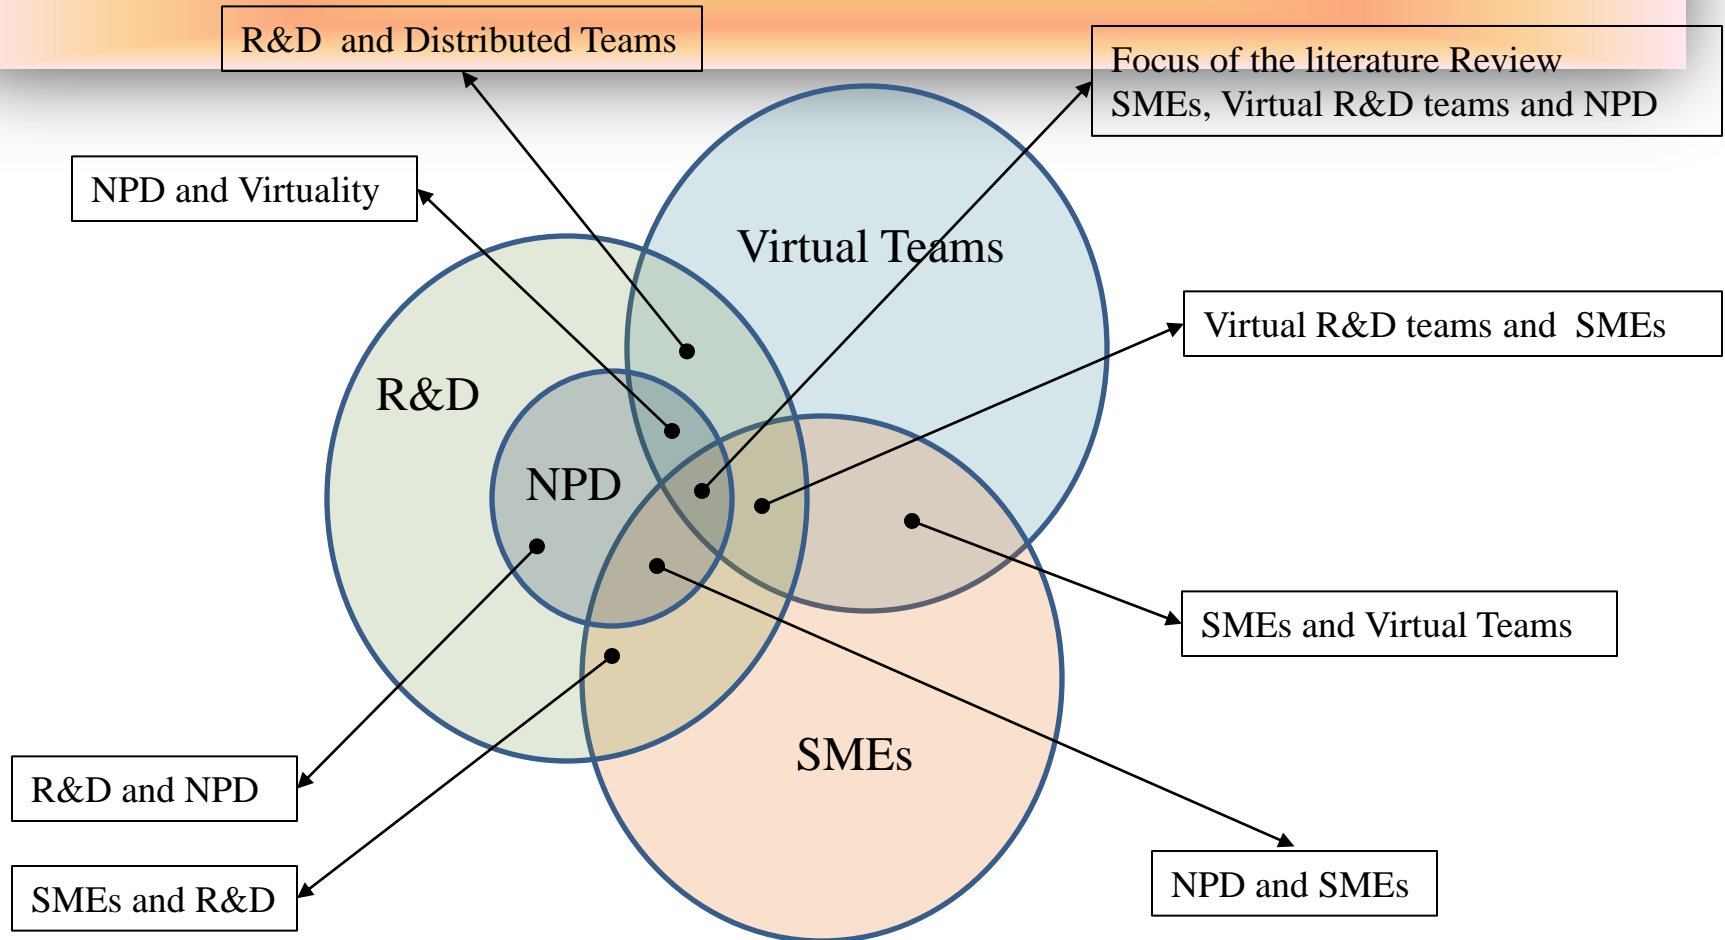 R&D and Distributed Teams
Focus of the literature Review
SMEs, Virtual R&D teams and NPD
NPD and Virtuality
Virtual Teams
Virtual R&D teams and SMEs
R&D
NPD
SMEs and Virtual Teams
SMEs
R&D and NPD
NPD and SMEs
SMEs and R&D